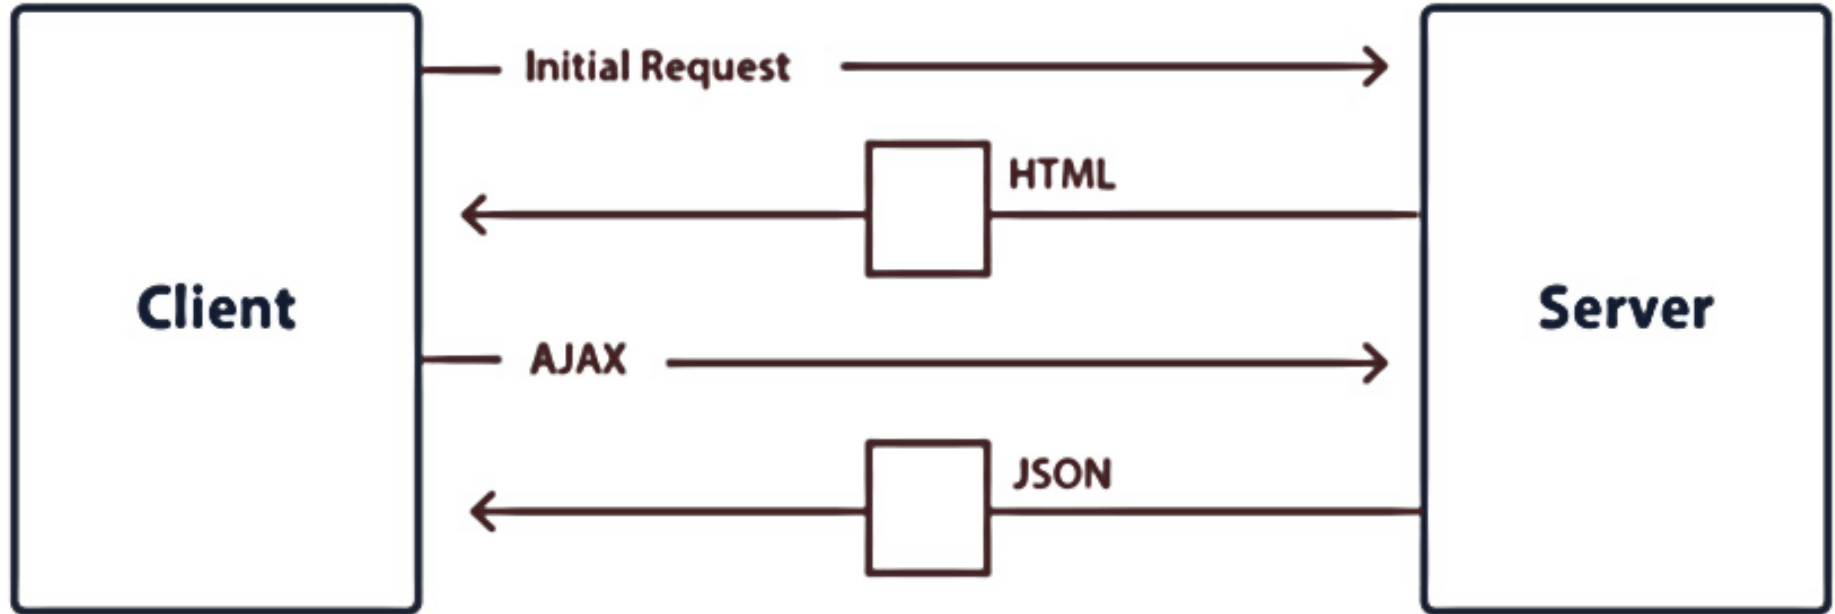 Initial Request
HTML
Client
Server
AJAX
JSON